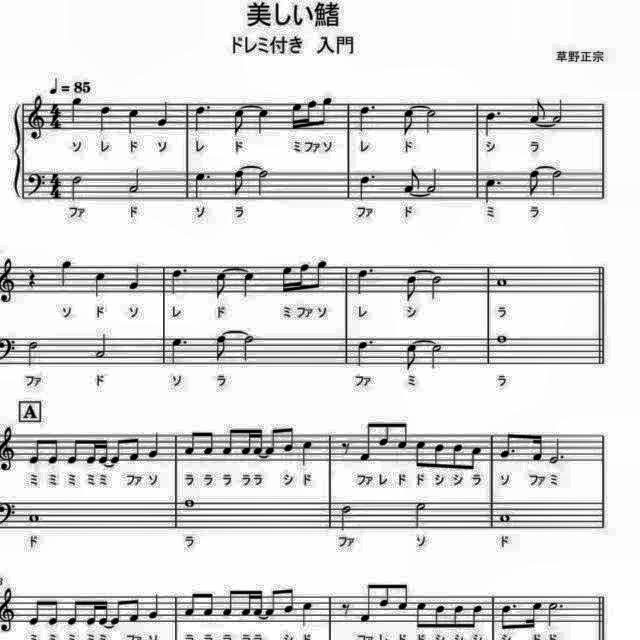 美しい鰭
ドレミ付き 入門
草野正宗
♩= 85
ソ レ ド ソ レ ド ミファソ レ ド シ ラ
ファ ド ソ ラ ファ ド ミ ラ
ソ ド ソ レ ド ミファソ レ シ ラ
ファ ド ソ ラ ファ ミ ラ
A
ミ ミ ミ ミミ ファ ソ ラ ラ ラ ララ シ ド ファ レ ド ド シ シ ラ ソ ファ ミ
ド ラ ファ ソ ド